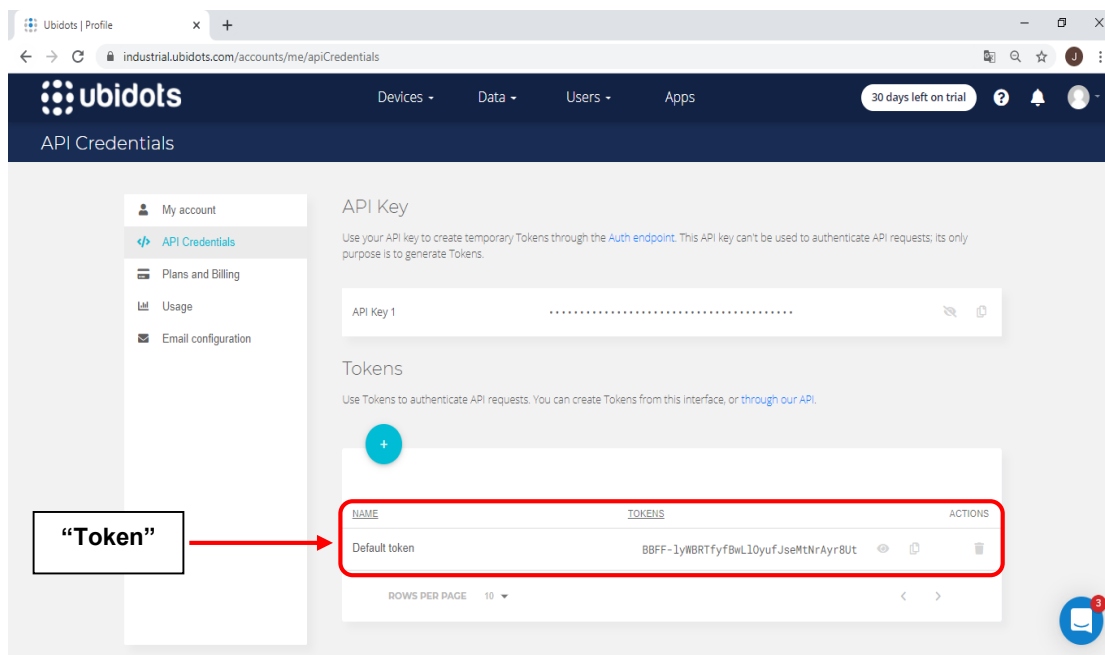 Ubidots | Profile
industrial.ubidots.com/accounts/me/apiCredentials
J
ubidots
Devices
Data
Users
Apps
30 days left on trial
?
API Credentials
My account
API Credentials
Plans and Billing
Usage
Email configuration
API Key
Use your API key to create temporary Tokens through the Auth endpoint. This API key can't be used to authenticate API requests; its only
purpose is to generate Tokens.
API Key 1
Tokens
Use Tokens to authenticate API requests. You can create Tokens from this interface, or through our API.
+
NAME TOKENS ACTIONS
“Token”
Default token BBFF-lyWBRTfyfBwLlOyufJseMtNrAyr8Ut
ROWS PER PAGE 10
3